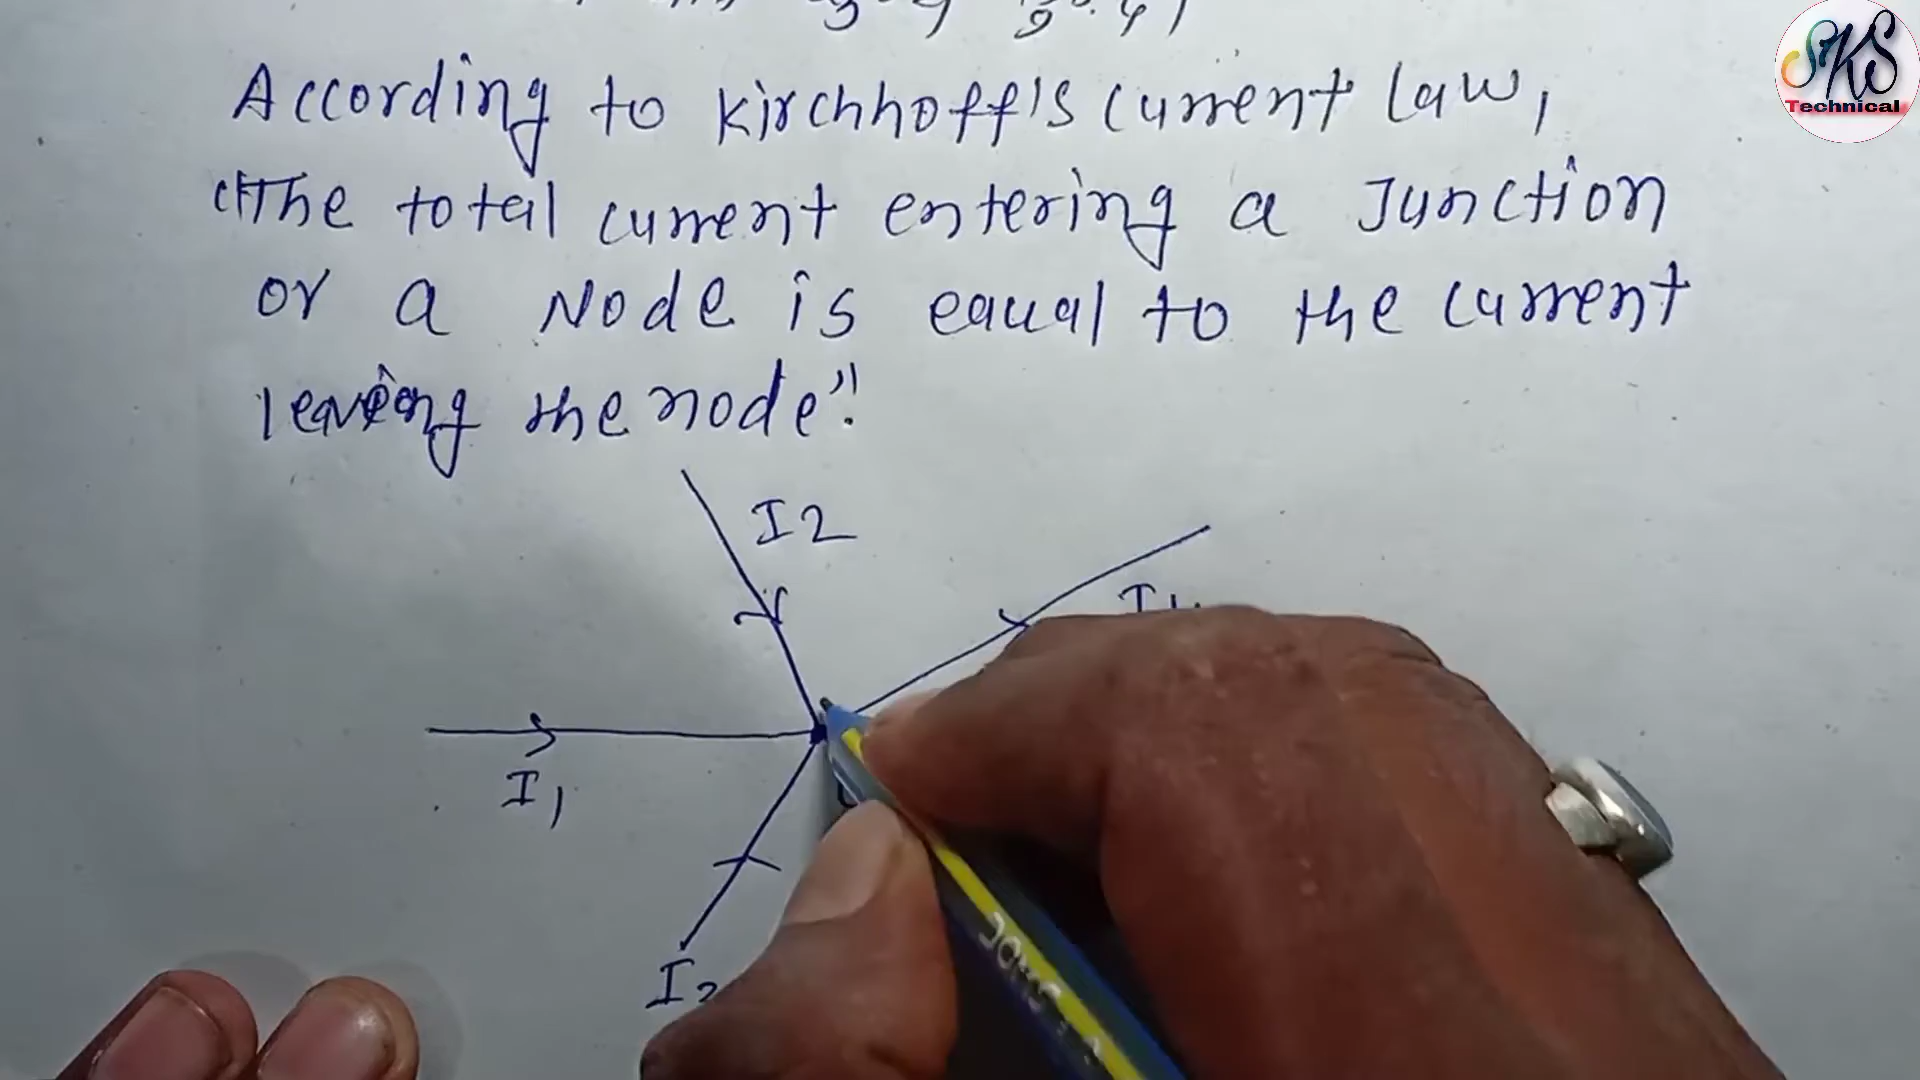 According to Kirchhoff's current law,
"The total current entering a Junction
or a Node is equal to the current
leaving the node".
I2
I1
SKS
Technical